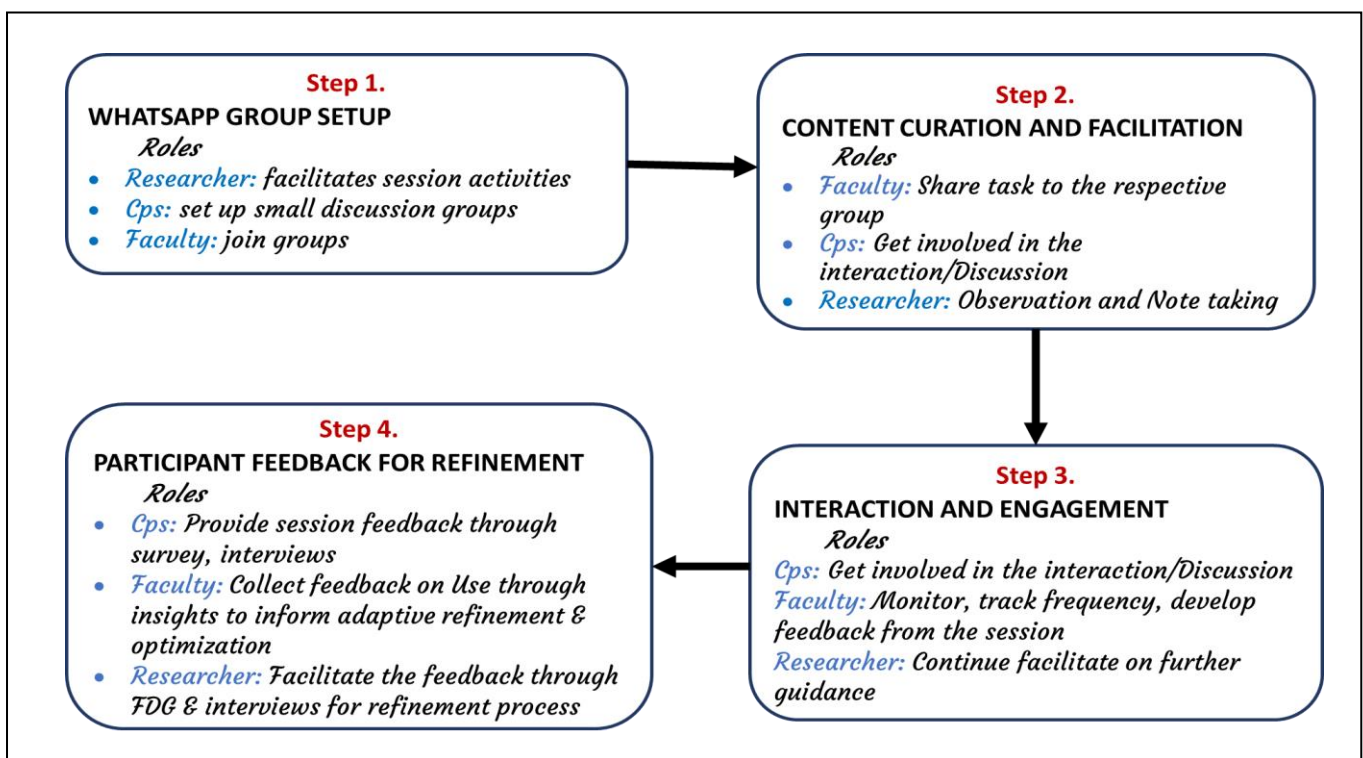 Step 1.
WHATSAPP GROUP SETUP
Roles
• Researcher: facilitates session activities
• Cps: set up small discussion groups
• Faculty: join groups
Step 2.
CONTENT CURATION AND FACILITATION
Roles
• Faculty: Share task to the respective
group
• Cps: Get involved in the
interaction/Discussion
• Researcher: Observation and Note taking
Step 3.
INTERACTION AND ENGAGEMENT
Roles
Cps: Get involved in the interaction/Discussion
Faculty: Monitor, track frequency, develop
feedback from the session
Researcher: Continue facilitate on further
guidance
Step 4.
PARTICIPANT FEEDBACK FOR REFINEMENT
Roles
• Cps: Provide session feedback through
survey, interviews
• Faculty: Collect feedback on Use through
insights to inform adaptive refinement &
optimization
• Researcher: Facilitate the feedback through
FDG & interviews for refinement process